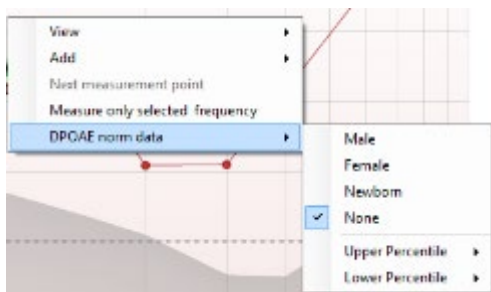 View
Add
Next measurement point
Measure only selected frequency
DPOAE norm data
Male
Female
Newborn
None
Upper Percentile
Lower Percentile